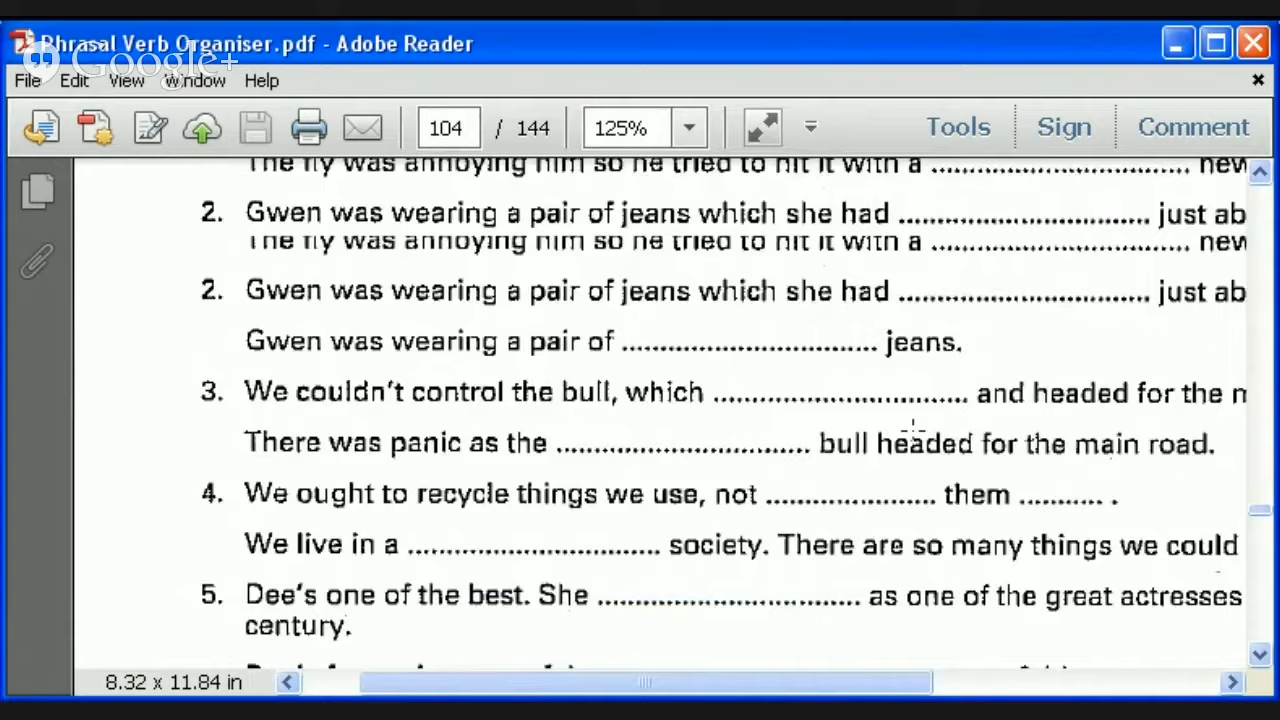 Phrasal Verb Organiser.pdf - Adobe Reader
Google+
File Edit View Window Help
104 / 144 125% Tools Sign Comment
The fly was annoying him so he tried to hit it with a ........................................ new
2. Gwen was wearing a pair of jeans which she had ........................................ just ab
The fly was annoying him so he tried to hit it with a ........................................ new
2. Gwen was wearing a pair of jeans which she had ........................................ just ab
Gwen was wearing a pair of ........................................ jeans.
3. We couldn't control the bull, which ........................................ and headed for the m
There was panic as the ........................................ bull headed for the main road.
4. We ought to recycle things we use, not ........................... them ........... .
We live in a ........................................ society. There are so many things we could
5. Dee's one of the best. She ........................................ as one of the great actresses
century.
8.32 x 11.84 in